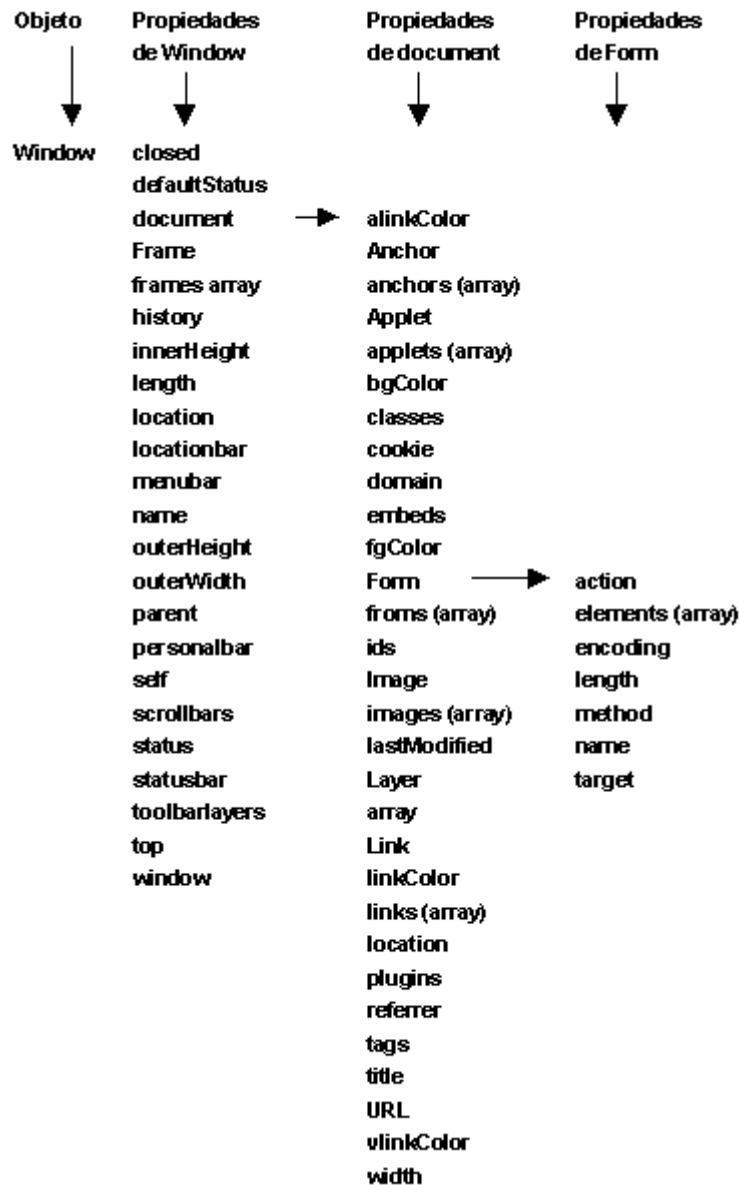 Objeto Propiedades Propiedades Propiedades
de Window de document de Form
Window closed
defaultStatus
document alinkColor
Frame Anchor
frames array anchors (array)
history Applet
innerHeight applets (array)
length bgColor
location classes
locationbar cookie
menubar domain
name embeds
outerHeight fgColor
outerWidth Form action
parent froms (array) elements (array)
personalbar ids encoding
self Image length
scrollbars images (array) method
status lastModified name
statusbar Layer target
toolbarlayers array
top Link
window linkColor
links (array)
location
plugins
referrer
tags
title
URL
vlinkColor
width